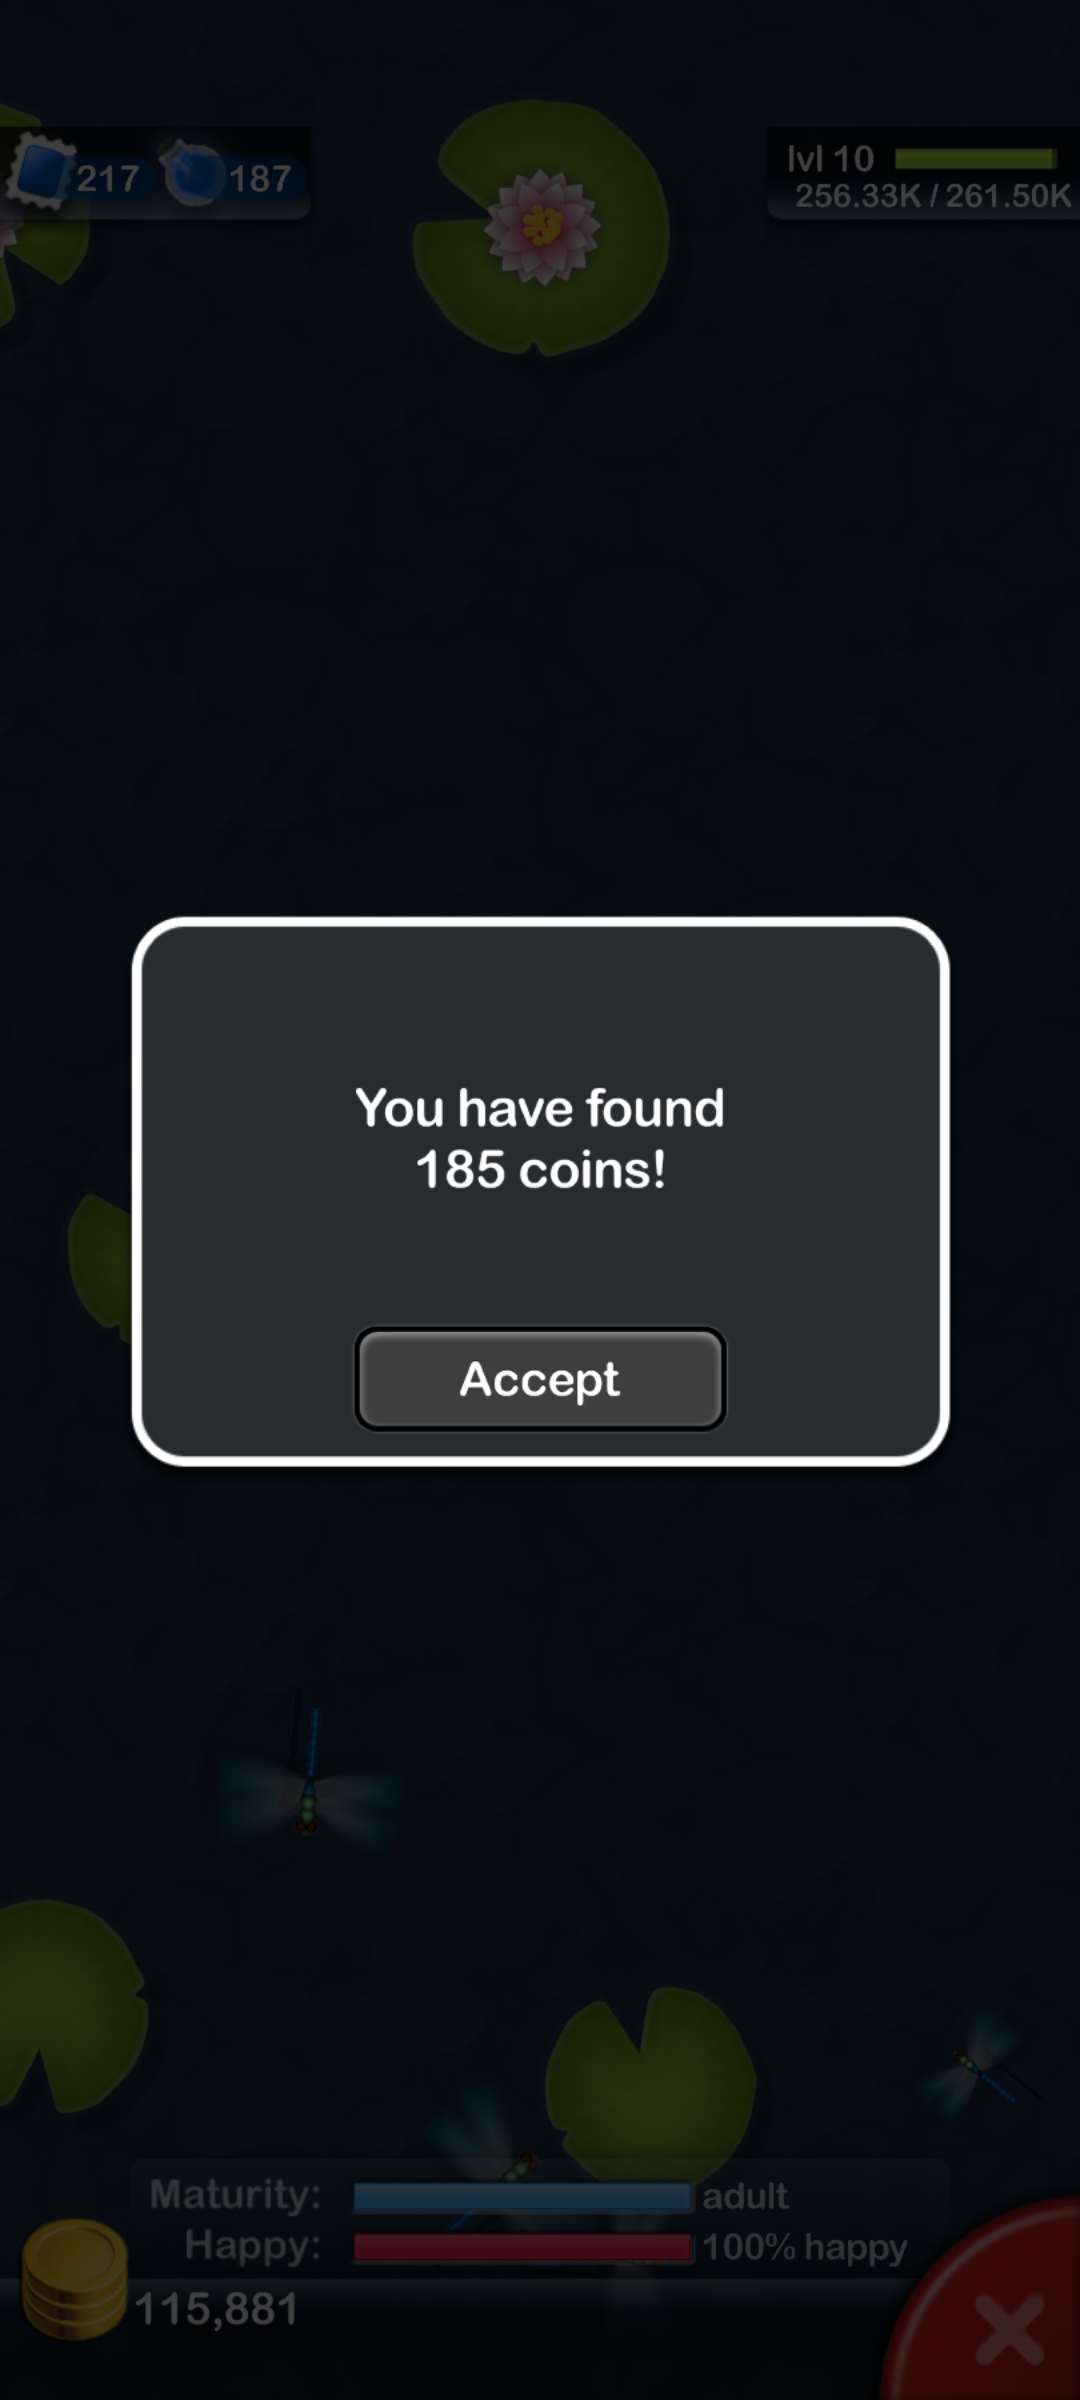 217 187
lvl 10
256.33K / 261.50K
You have found
185 coins!
Accept
Maturity: adult
Happy: 100% happy
115,881